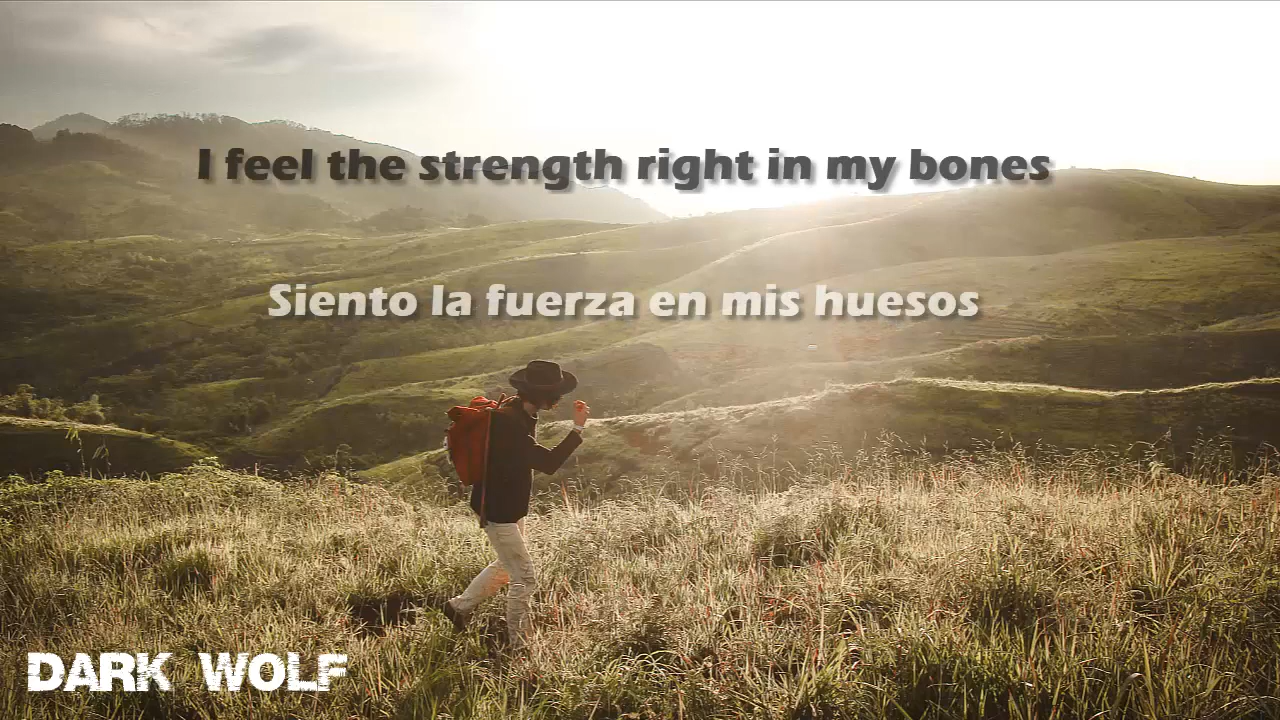 I feel the strength right in my bones
Siento la fuerza en mis huesos
DARK WOLF